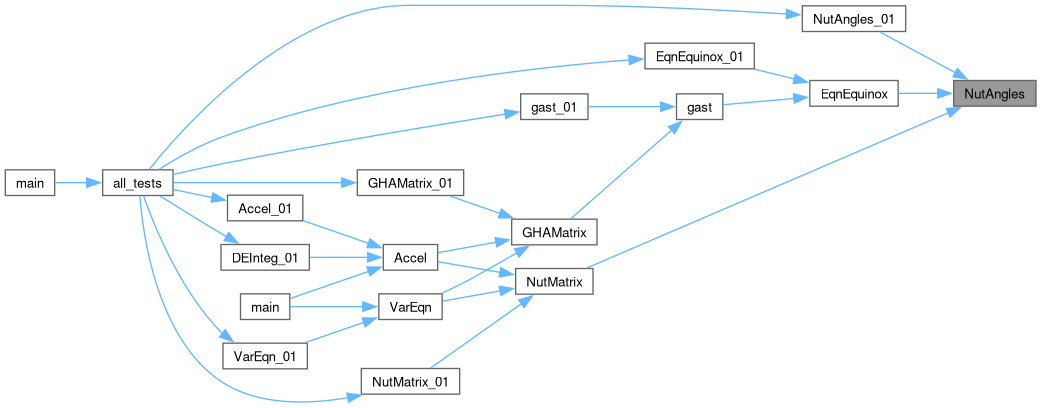 NutAngles_01
EqnEquinox_01
NutAngles
EqnEquinox
gast_01
gast
main
all_tests
GHAMatrix_01
Accel_01
GHAMatrix
DEInteg_01
Accel
NutMatrix
main
VarEqn
VarEqn_01
NutMatrix_01